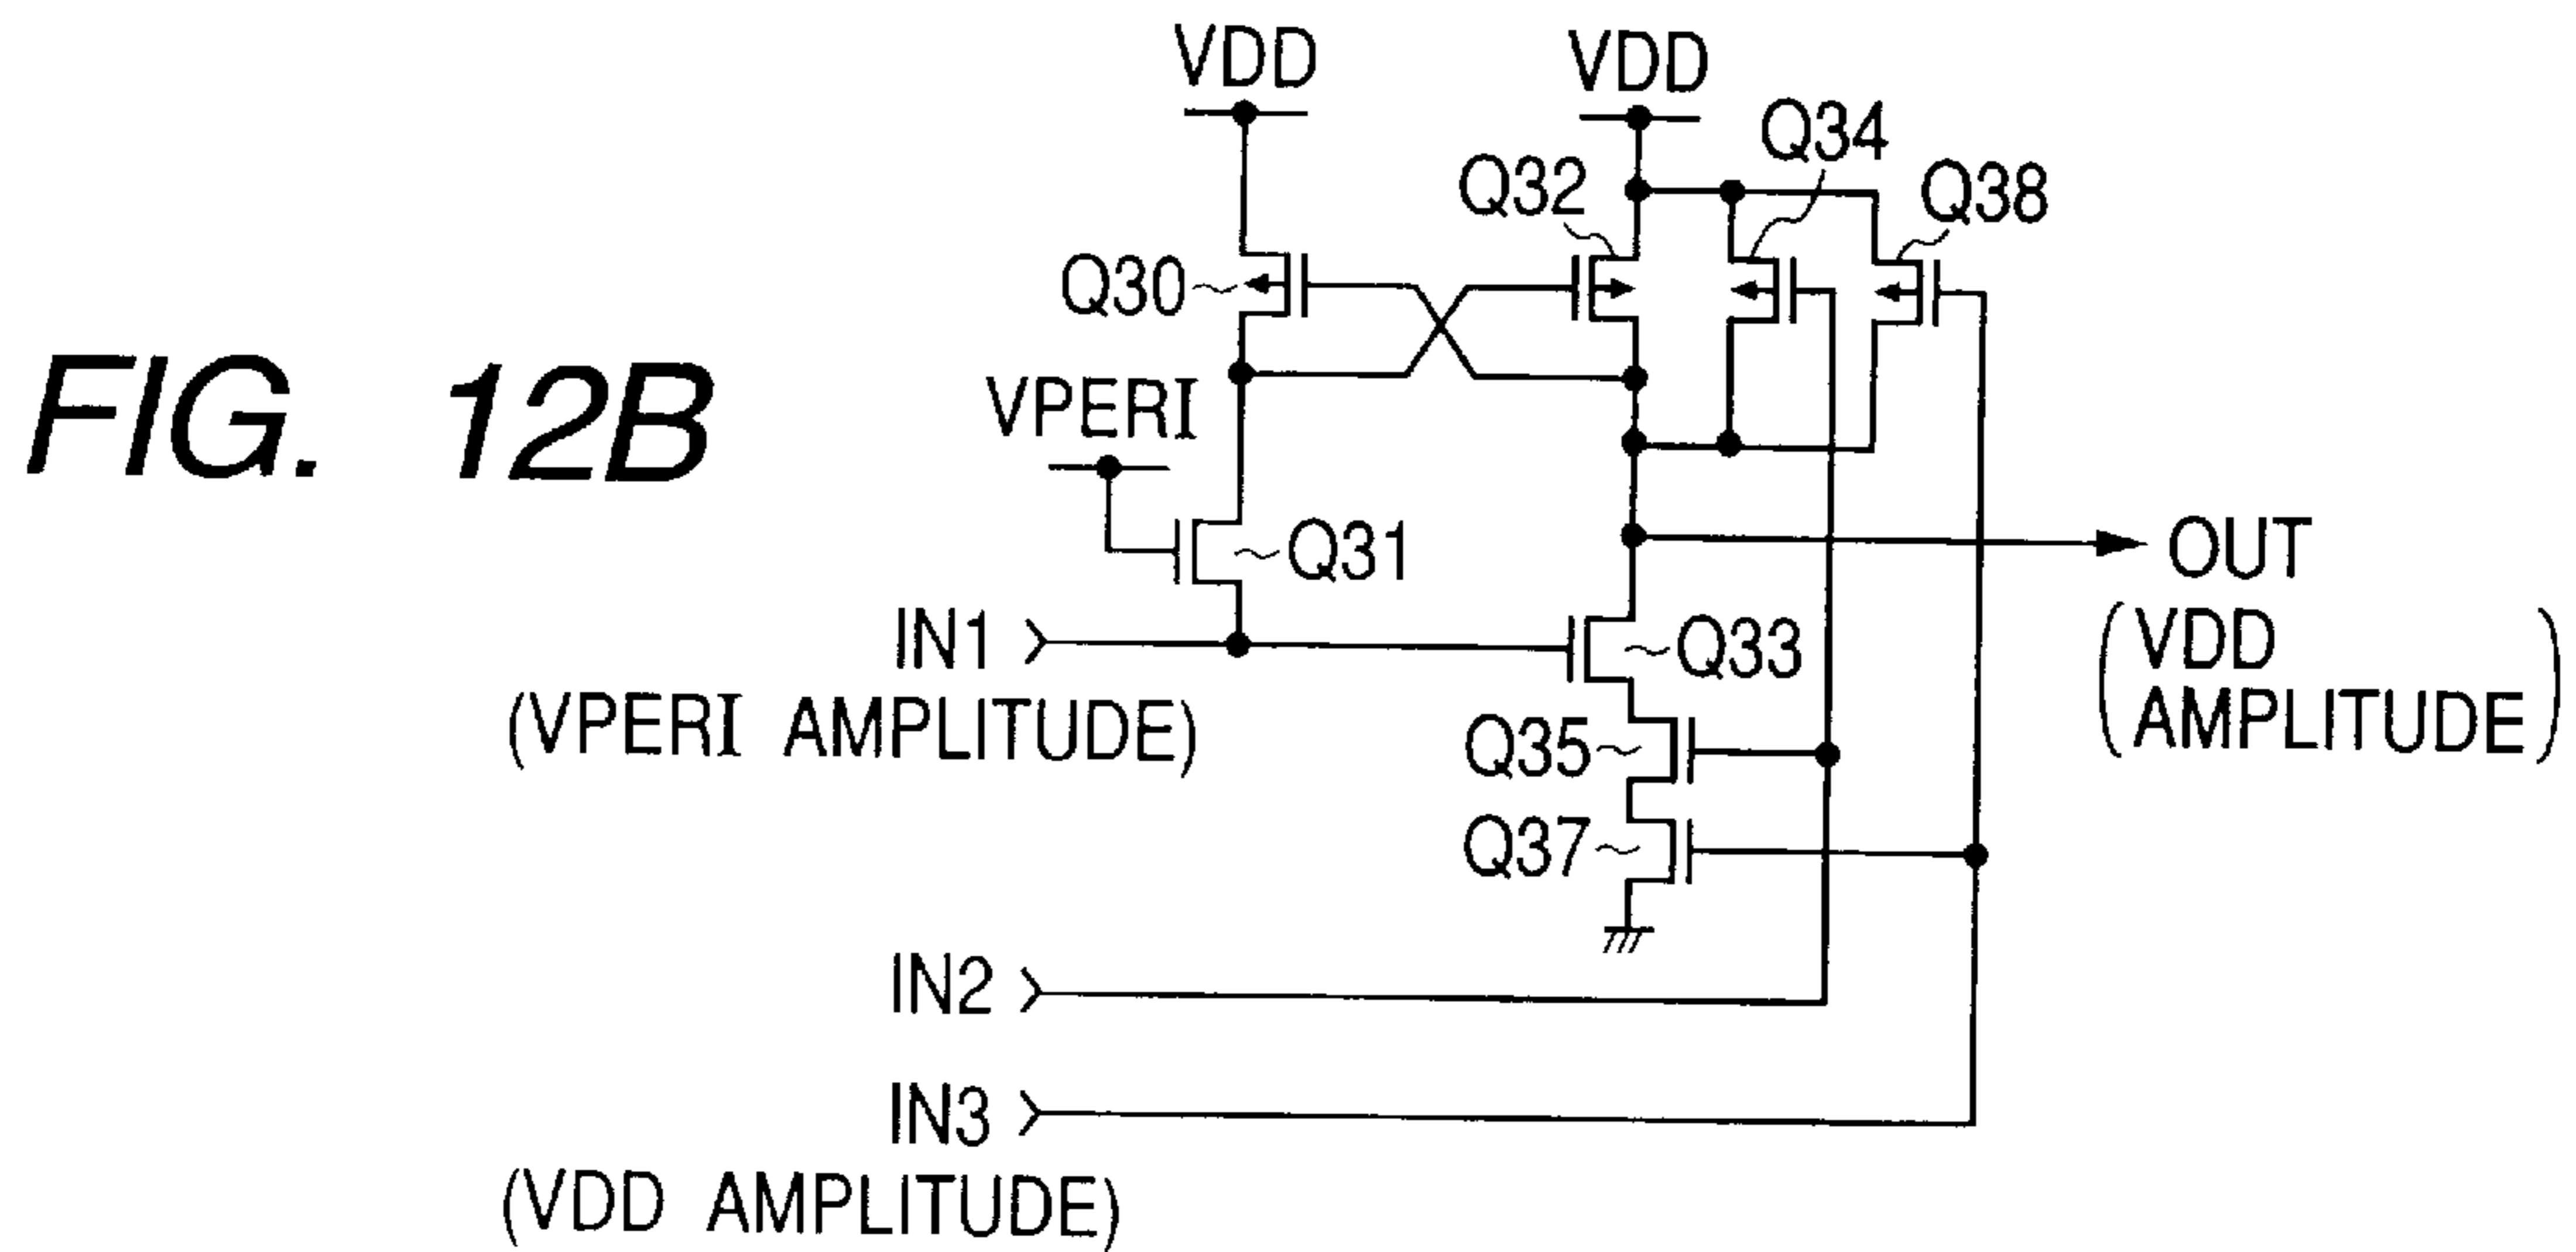 FIG. 12B
VDD
VDD
Q34
Q32
Q38
Q30
VPERI
Q31
OUT
(VDD
AMPLITUDE)
IN1
Q33
(VPERI AMPLITUDE)
Q35
Q37
IN2
IN3
(VDD AMPLITUDE)